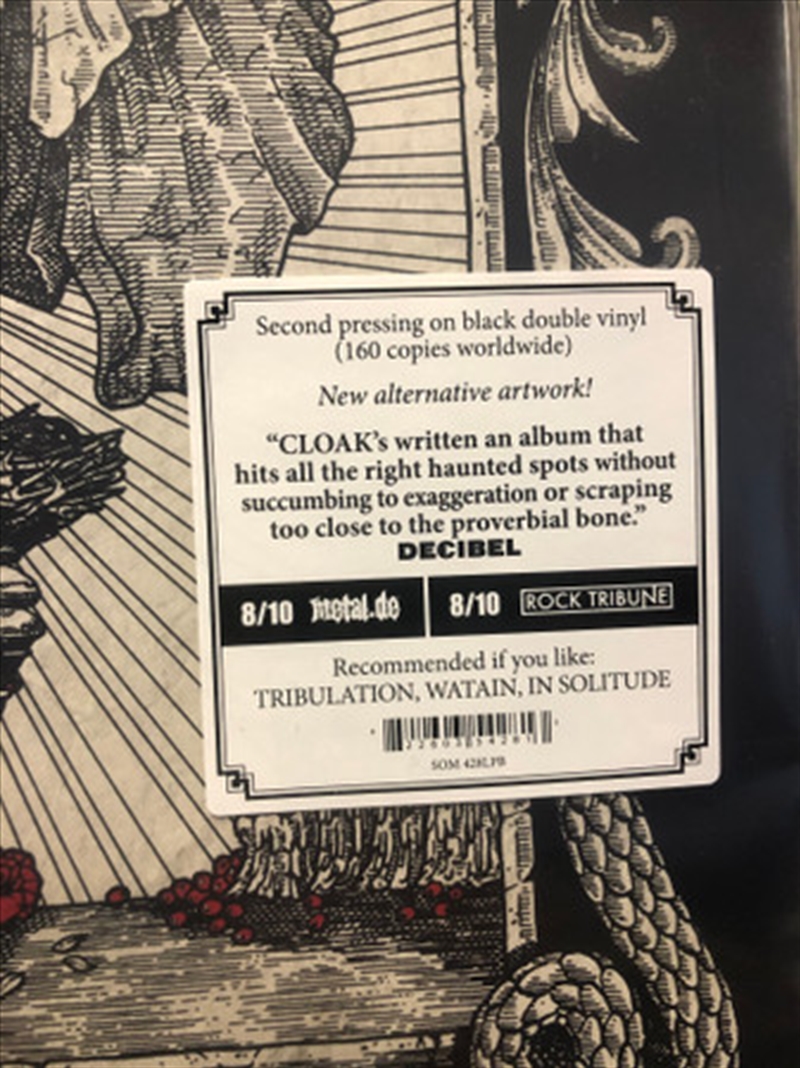 Second pressing on black double vinyl
(160 copies worldwide)
New alternative artwork!
“CLOAK’s written an album that
hits all the right haunted spots without
succumbing to exaggeration or scraping
too close to the proverbial bone.”
DECIBEL
8/10 metal.de 8/10 ROCK TRIBUNE
Recommended if you like:
TRIBULATION, WATAIN, IN SOLITUDE
SOM 428LPB